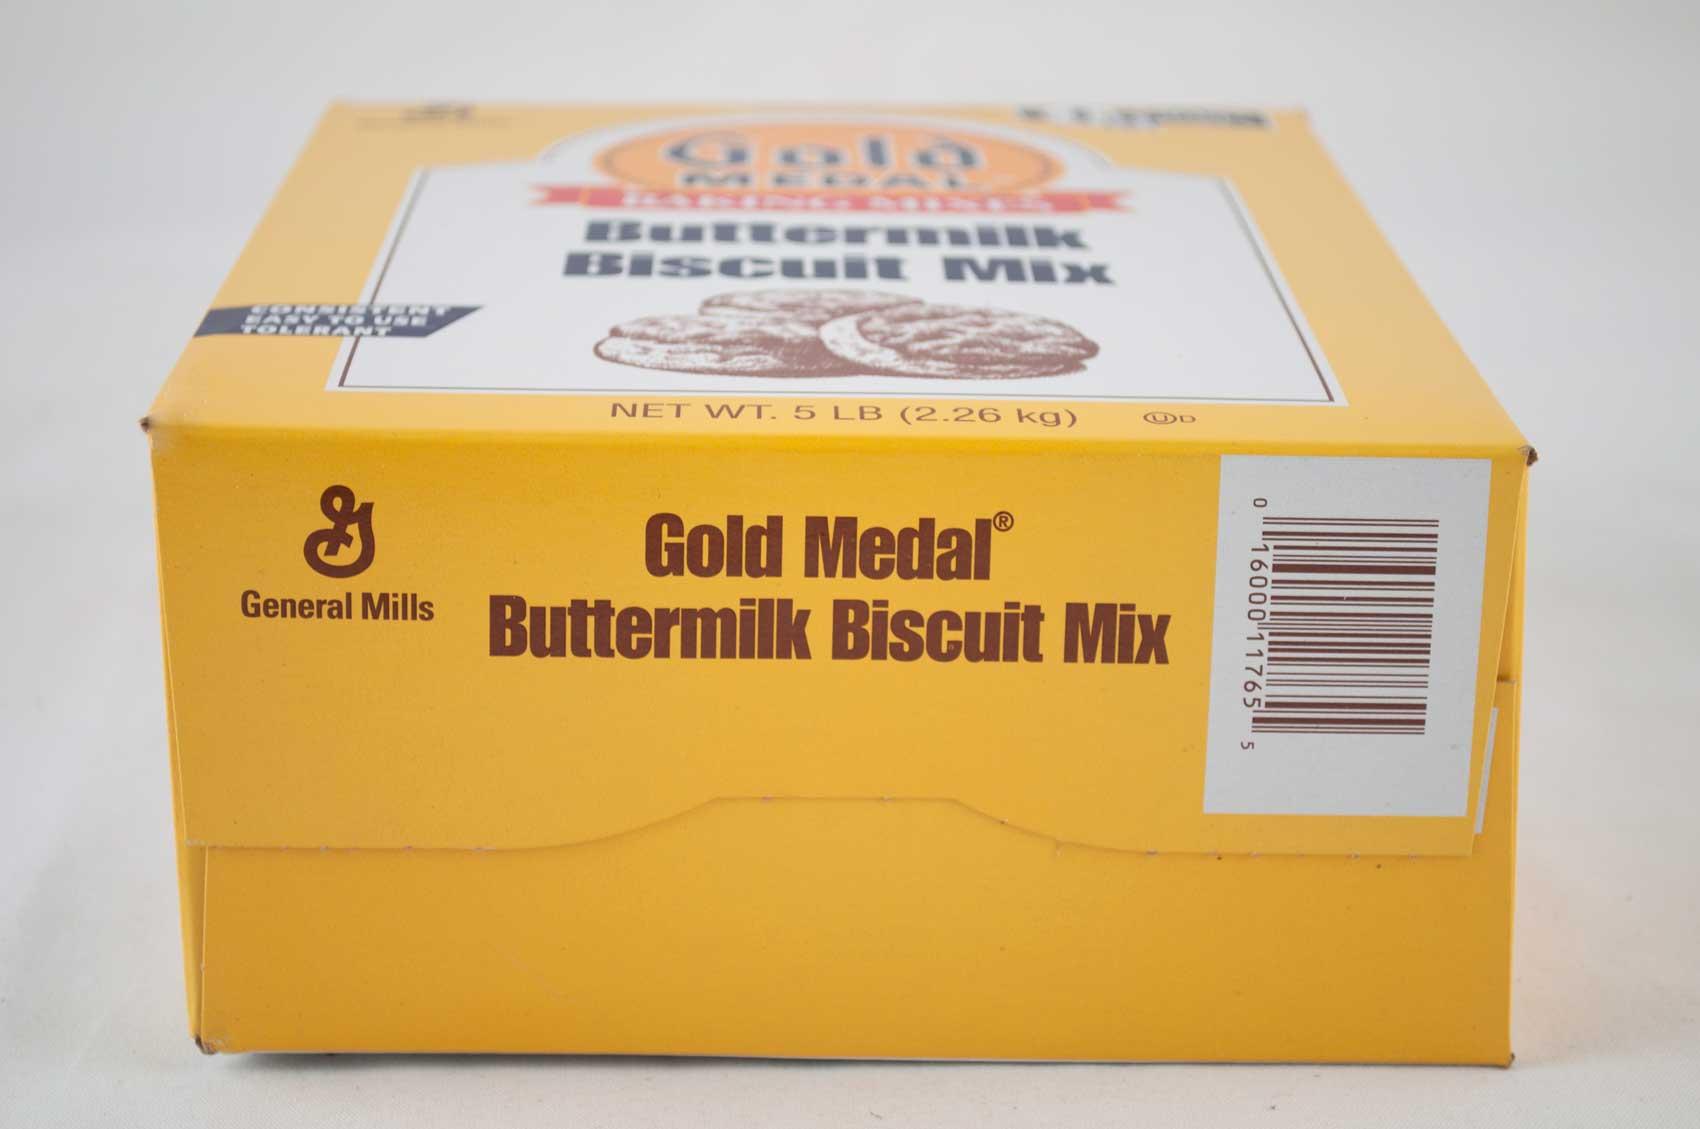 Gold
MEDAL
BAKING MIXES
Buttermilk
Biscuit Mix
CONSISTENT
EASY TO USE
TOLERANT
NET WT. 5 LB (2.26 kg)
U D
General Mills
Gold Medal®
Buttermilk Biscuit Mix
0 16000 11765 5